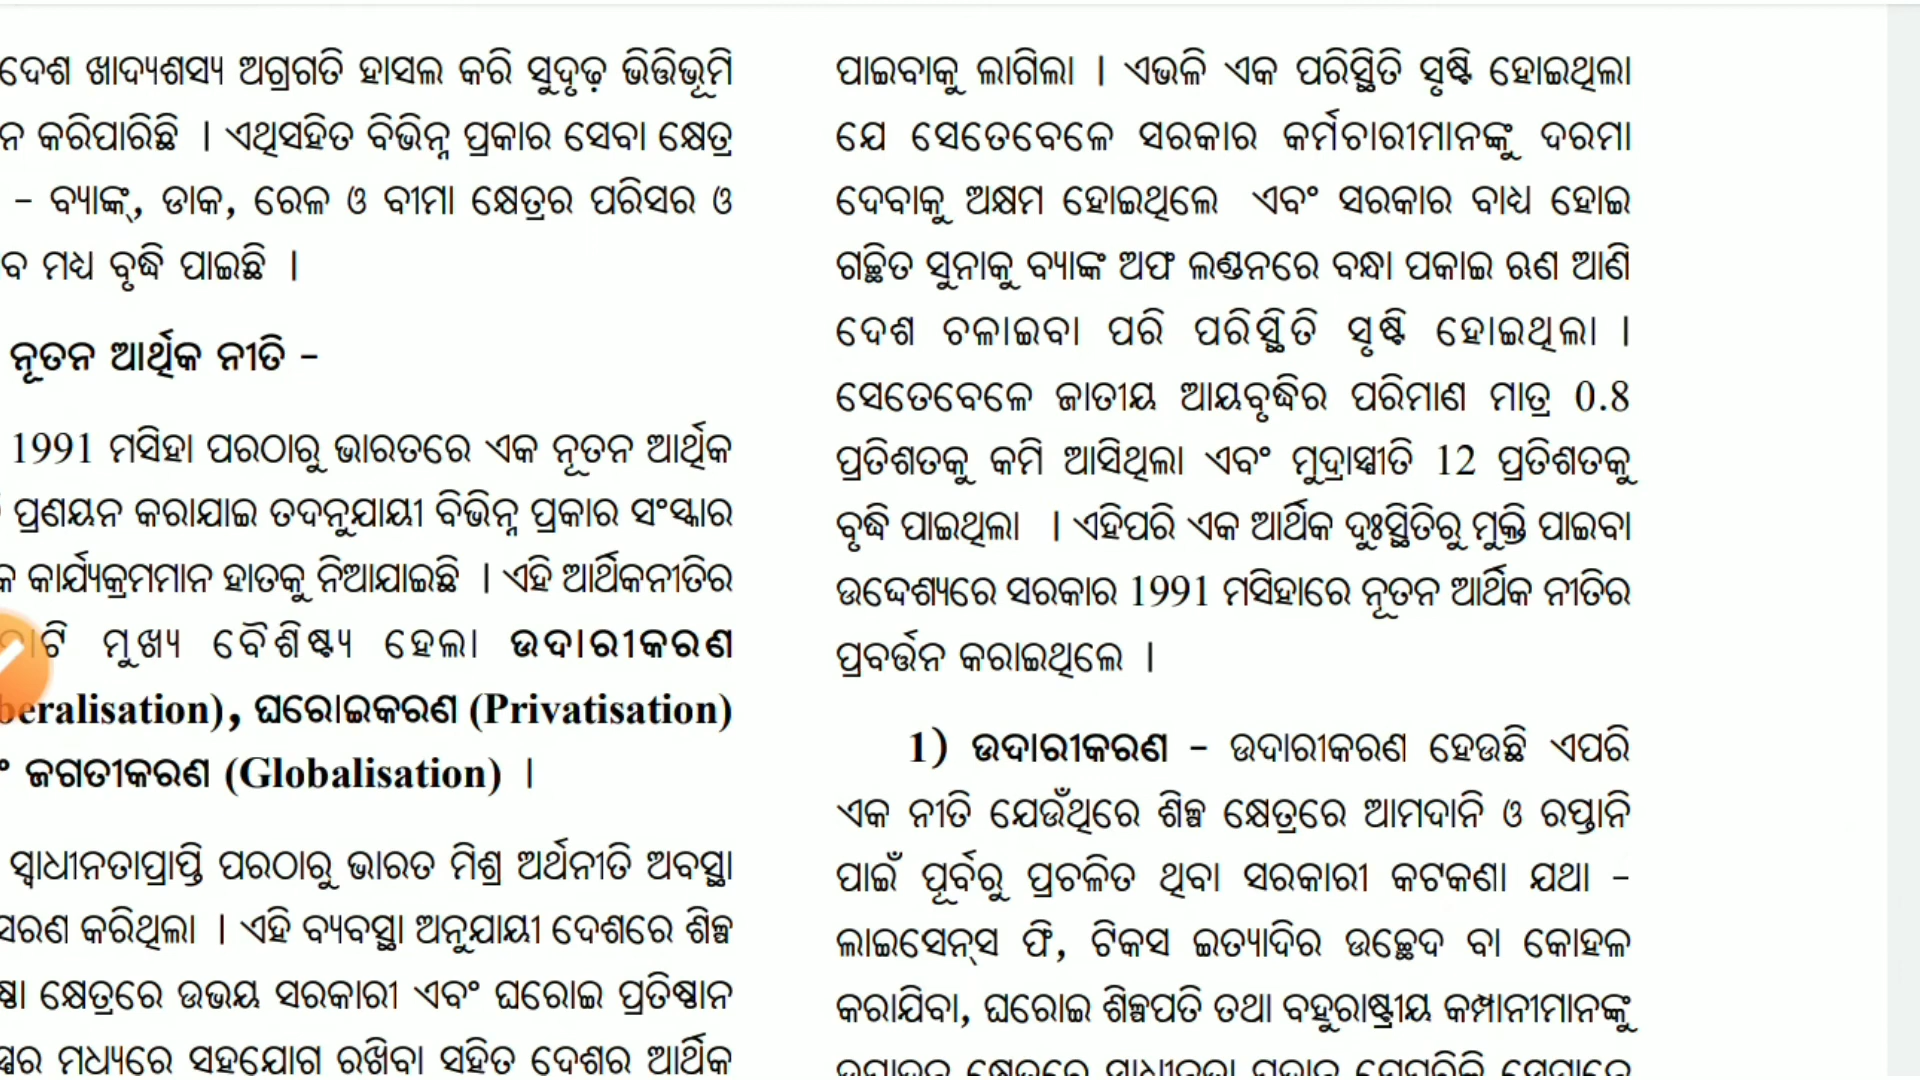 ଦେଶ ଖାଦ୍ୟଶସ୍ୟ ଅଗ୍ରଗତି ହାସଲ କରି ସୁଦୃଢ଼ ଭିତ୍ତିଭୂମି
ନ କରିପାରିଛି । ଏଥିସହିତ ବିଭିନ୍ନ ପ୍ରକାର ସେବା କ୍ଷେତ୍ର
– ବ୍ୟାଙ୍କ୍, ଡାକ, ରେଳ ଓ ବୀମା କ୍ଷେତ୍ରର ପରିସର ଓ
ବ ମଧ୍ୟ ବୃଦ୍ଧି ପାଇଛି ।
ନୂତନ ଆର୍ଥିକ ନୀତି –
1991 ମସିହା ପରଠାରୁ ଭାରତରେ ଏକ ନୂତନ ଆର୍ଥିକ
ପ୍ରଣୟନ କରାଯାଇ ତଦନୁଯାୟୀ ବିଭିନ୍ନ ପ୍ରକାର ସଂସ୍କାର
କ କାର୍ଯ୍ୟକ୍ରମମାନ ହାତକୁ ନିଆଯାଇଛି । ଏହି ଆର୍ଥିକନୀତିର
ମୁଖ୍ୟ ବୈଶିଷ୍ଟ୍ୟ ହେଲା ଉଦାରୀକରଣ
beralisation), ଘରୋଇକରଣ (Privatisation)
ଂ ଜଗତୀକରଣ (Globalisation) ।
ସ୍ୱାଧୀନତାପ୍ରାପ୍ତି ପରଠାରୁ ଭାରତ ମିଶ୍ର ଅର୍ଥନୀତି ଅବସ୍ଥା
ସରଣ କରିଥିଲା । ଏହି ବ୍ୟବସ୍ଥା ଅନୁଯାୟୀ ଦେଶରେ ଶିଳ୍ପ
ଷ୍ଠା କ୍ଷେତ୍ରରେ ଉଭୟ ସରକାରୀ ଏବଂ ଘରୋଇ ପ୍ରତିଷ୍ଠାନ
ମଧ୍ୟରେ ସହଯୋଗ ରଖିବା ସହିତ ଦେଶର ଆର୍ଥିକ
ପାଇବାକୁ ଲାଗିଲା । ଏଭଳି ଏକ ପରିସ୍ଥିତି ସୃଷ୍ଟି ହୋଇଥିଲା
ଯେ ସେତେବେଳେ ସରକାର କର୍ମଚାରୀମାନଙ୍କୁ ଦରମା
ଦେବାକୁ ଅକ୍ଷମ ହୋଇଥିଲେ ଏବଂ ସରକାର ବାଧ୍ୟ ହୋଇ
ଗଚ୍ଛିତ ସୁନାକୁ ବ୍ୟାଙ୍କ ଅଫ ଲଣ୍ଡନରେ ବନ୍ଧା ପକାଇ ଋଣ ଆଣି
ଦେଶ ଚଳାଇବା ପରି ପରିସ୍ଥିତି ସୃଷ୍ଟି ହୋଇଥିଲା ।
ସେତେବେଳେ ଜାତୀୟ ଆୟବୃଦ୍ଧିର ପରିମାଣ ମାତ୍ର 0.8
ପ୍ରତିଶତକୁ କମି ଆସିଥିଲା ଏବଂ ମୁଦ୍ରାସ୍ଫୀତି 12 ପ୍ରତିଶତକୁ
ବୃଦ୍ଧି ପାଇଥିଲା । ଏହିପରି ଏକ ଆର୍ଥିକ ଦୁଃସ୍ଥିତିରୁ ମୁକ୍ତି ପାଇବା
ଉଦ୍ଦେଶ୍ୟରେ ସରକାର 1991 ମସିହାରେ ନୂତନ ଆର୍ଥିକ ନୀତିର
ପ୍ରବର୍ତ୍ତନ କରାଇଥିଲେ ।
1) ଉଦାରୀକରଣ – ଉଦାରୀକରଣ ହେଉଛି ଏପରି
ଏକ ନୀତି ଯେଉଁଥିରେ ଶିଳ୍ପ କ୍ଷେତ୍ରରେ ଆମଦାନି ଓ ରପ୍ତାନି
ପାଇଁ ପୂର୍ବରୁ ପ୍ରଚଳିତ ଥିବା ସରକାରୀ କଟକଣା ଯଥା –
ଲାଇସେନ୍ସ ଫି, ଟିକସ ଇତ୍ୟାଦିର ଉଚ୍ଛେଦ ବା କୋହଳ
କରାଯିବା, ଘରୋଇ ଶିଳ୍ପପତି ତଥା ବହୁରାଷ୍ଟ୍ରୀୟ କମ୍ପାନୀମାନଙ୍କୁ